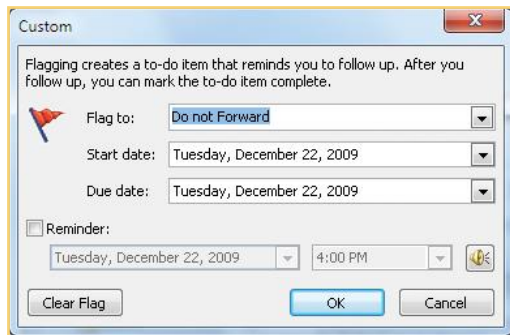 Custom
Flagging creates a to-do item that reminds you to follow up. After you
follow up, you can mark the to-do item complete.
Flag to: Do not Forward
Start date: Tuesday, December 22, 2009
Due date: Tuesday, December 22, 2009
Reminder:
Tuesday, December 22, 2009 4:00 PM
Clear Flag OK Cancel